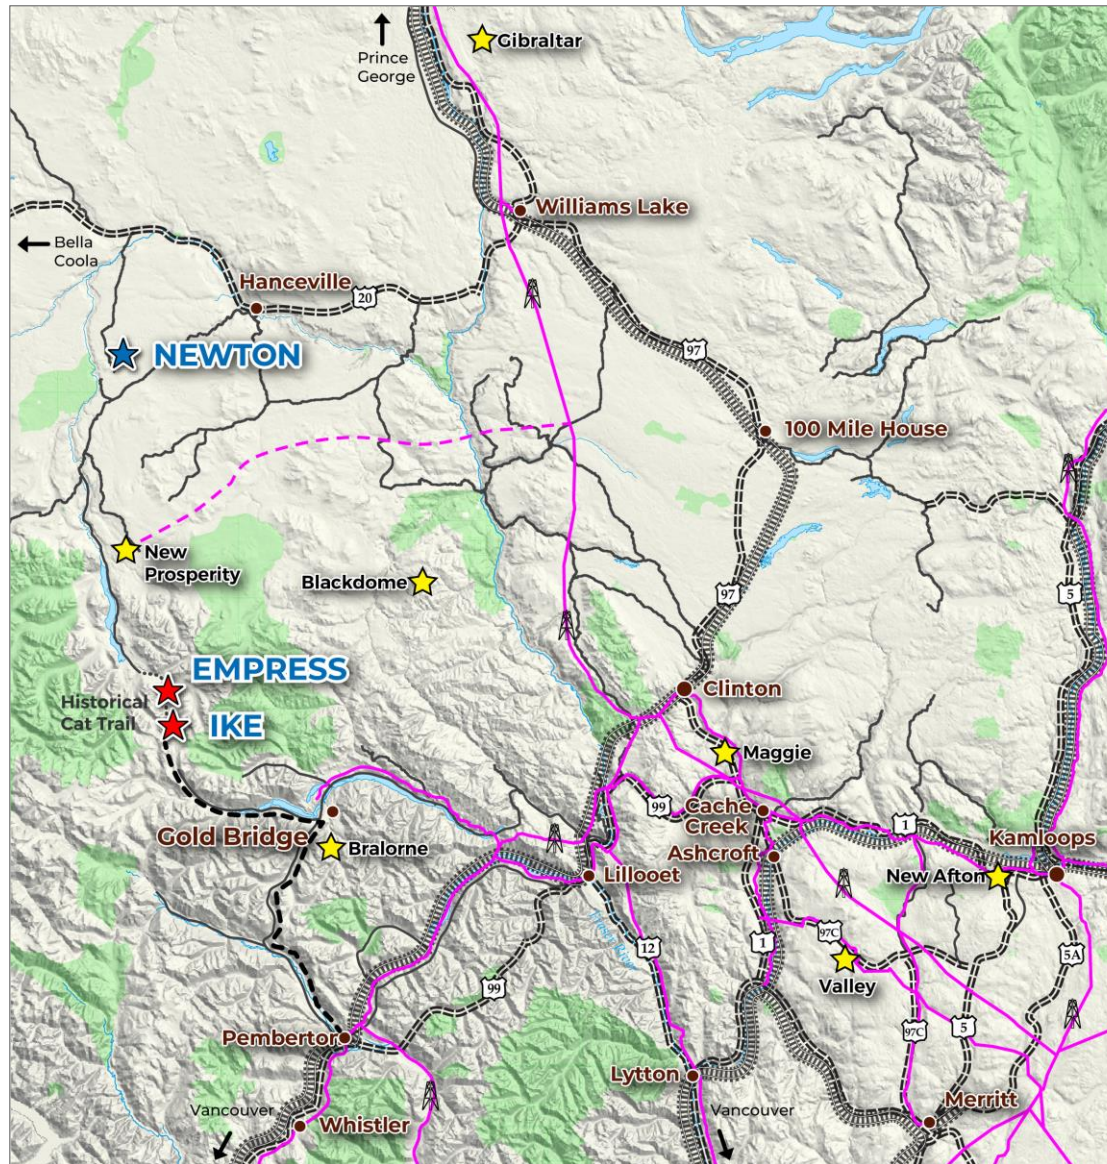 Gibraltar
Prince
George
Williams Lake
Bella
Coola
Hanceville
20
NEWTON
97
100 Mile House
New
Prosperity
Blackdome
97
5
EMPRESS
Historical
Cat Trail
IKE
Clinton
Maggie
99
Cache
Creek
1
Kamloops
Gold Bridge
Bralorne
Ashcroft
New Afton
Lillooet
Fraser River
12
1
97C
Valley
5A
99
97C
5
Pemberton
Lytton
Merritt
Vancouver
Whistler
Vancouver